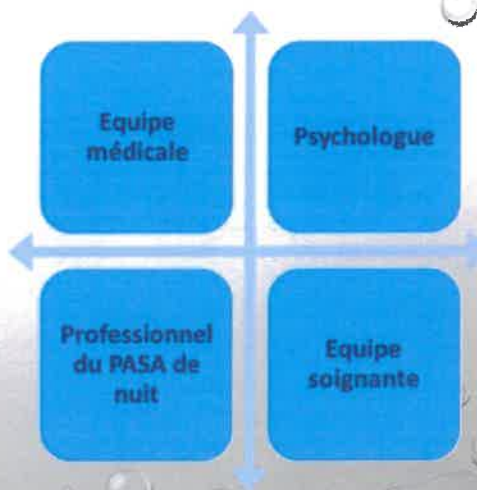 Equipe
médicale
Psychologue
Professionnel
du PASA de
nuit
Equipe
soignante